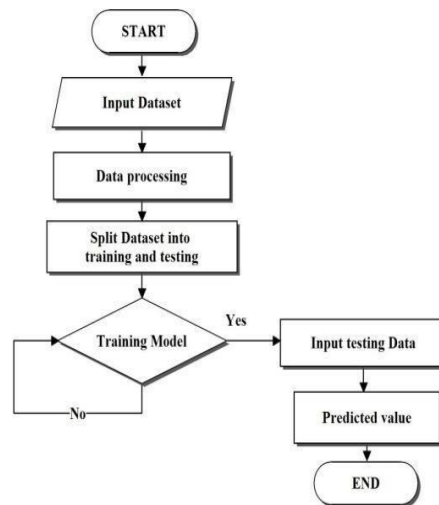 START
Input Dataset
Data processing
Split Dataset into
training and testing
Training Model
Yes
No
Input testing Data
Predicted value
END